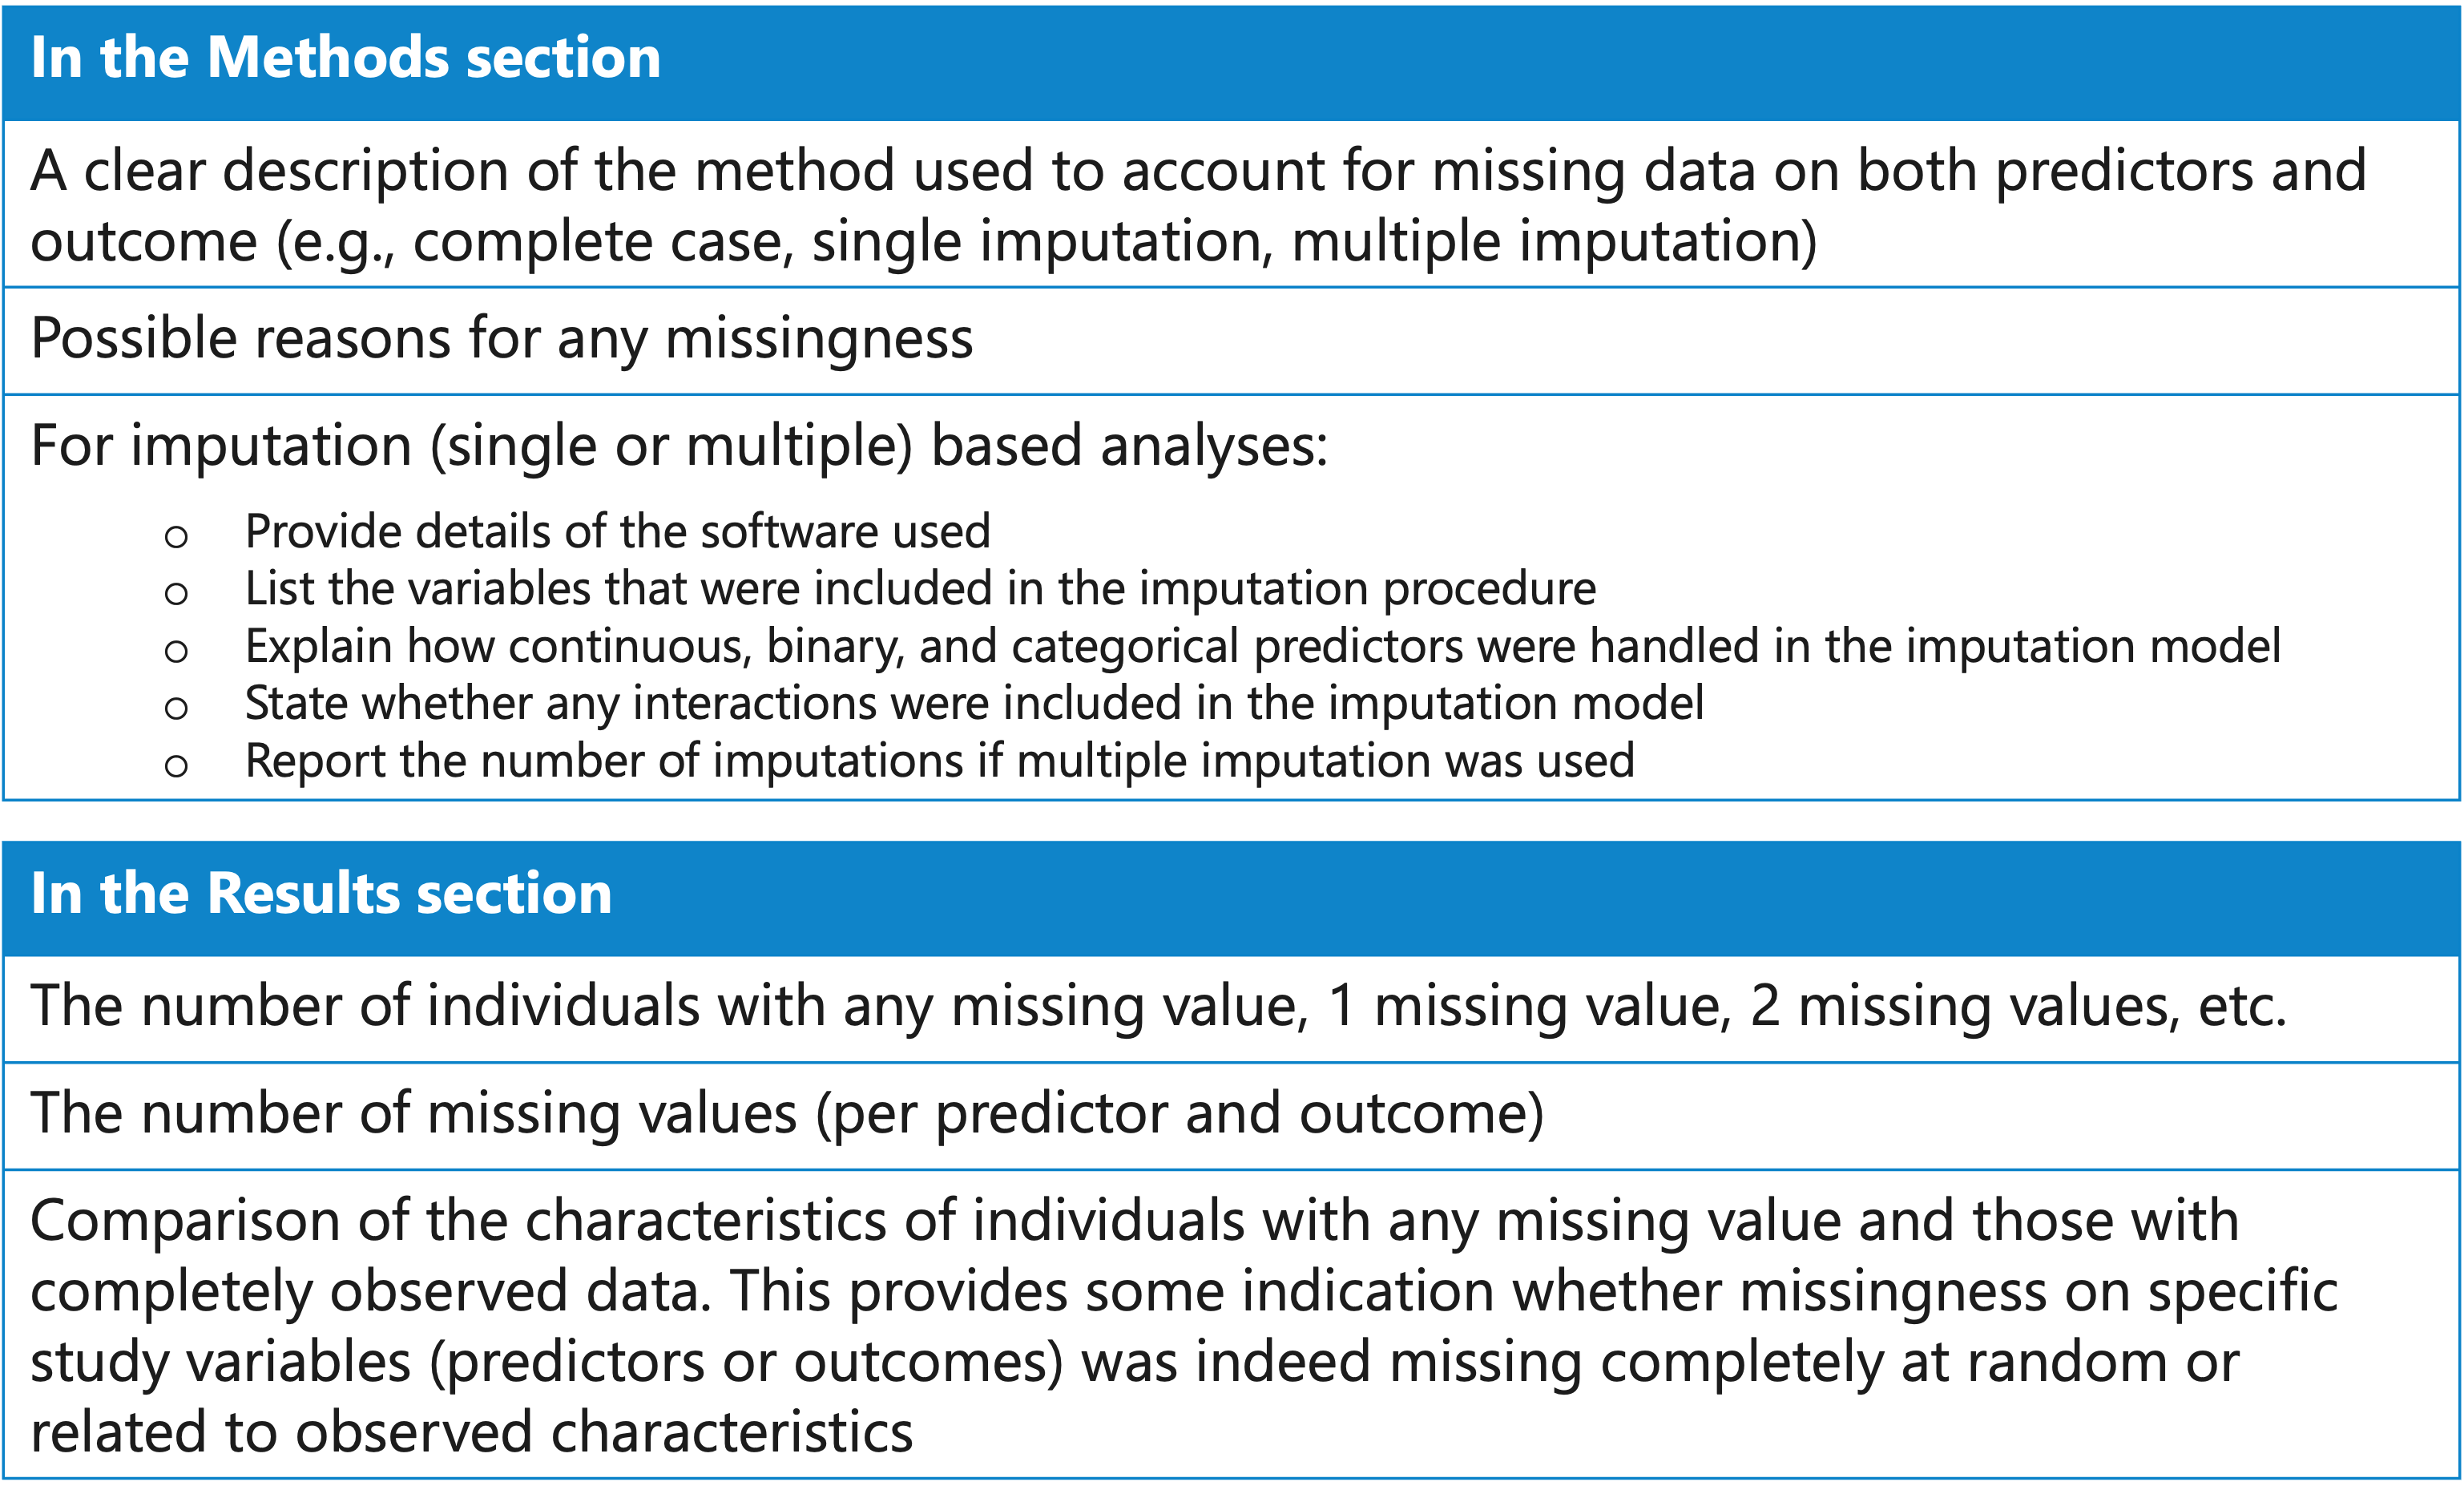 In the Methods section
A clear description of the method used to account for missing data on both predictors and
outcome (e.g., complete case, single imputation, multiple imputation)
Possible reasons for any missingness
For imputation (single or multiple) based analyses:
○ Provide details of the software used
○ List the variables that were included in the imputation procedure
○ Explain how continuous, binary, and categorical predictors were handled in the imputation model
○ State whether any interactions were included in the imputation model
○ Report the number of imputations if multiple imputation was used
In the Results section
The number of individuals with any missing value, 1 missing value, 2 missing values, etc.
The number of missing values (per predictor and outcome)
Comparison of the characteristics of individuals with any missing value and those with
completely observed data. This provides some indication whether missingness on specific
study variables (predictors or outcomes) was indeed missing completely at random or
related to observed characteristics